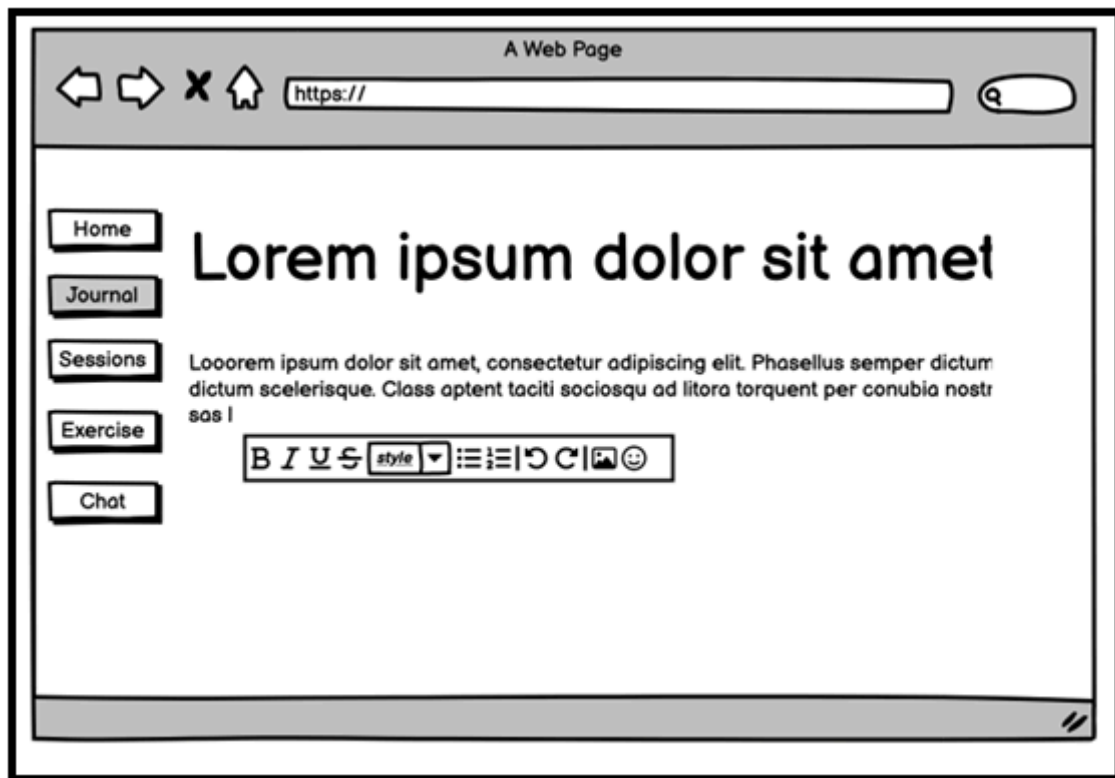 A Web Page
https://
Home
Lorem ipsum dolor sit amet
Journal
Sessions
Looorem ipsum dolor sit amet, consectetur adipiscing elit. Phasellus semper dictum
dictum scelerisque. Class aptent taciti sociosqu ad litora torquent per conubia nostr
sas l
Exercise
B I U S style
Chat